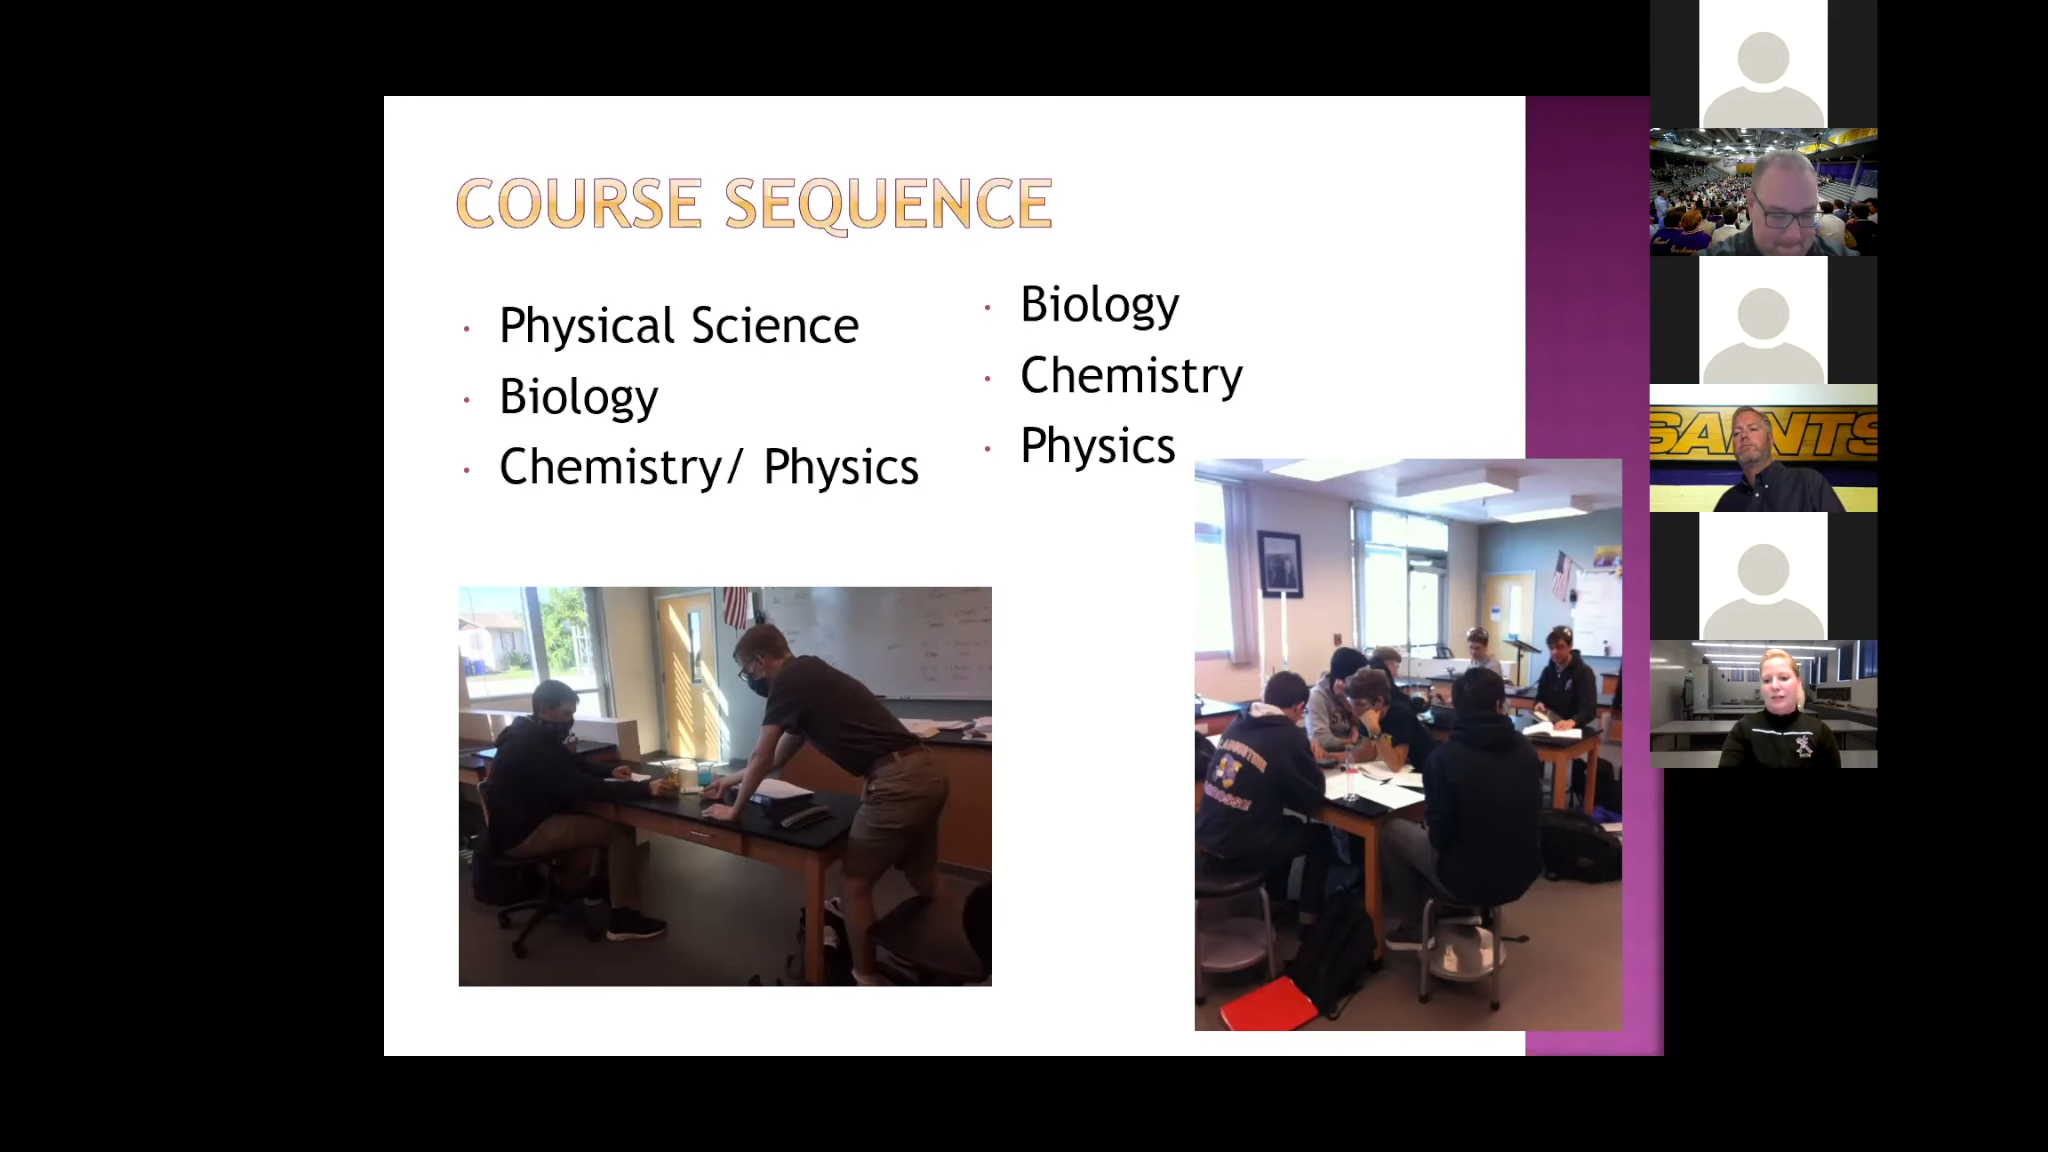 COURSE SEQUENCE
· Physical Science
· Biology
· Chemistry/ Physics
· Biology
· Chemistry
· Physics
SAINTS